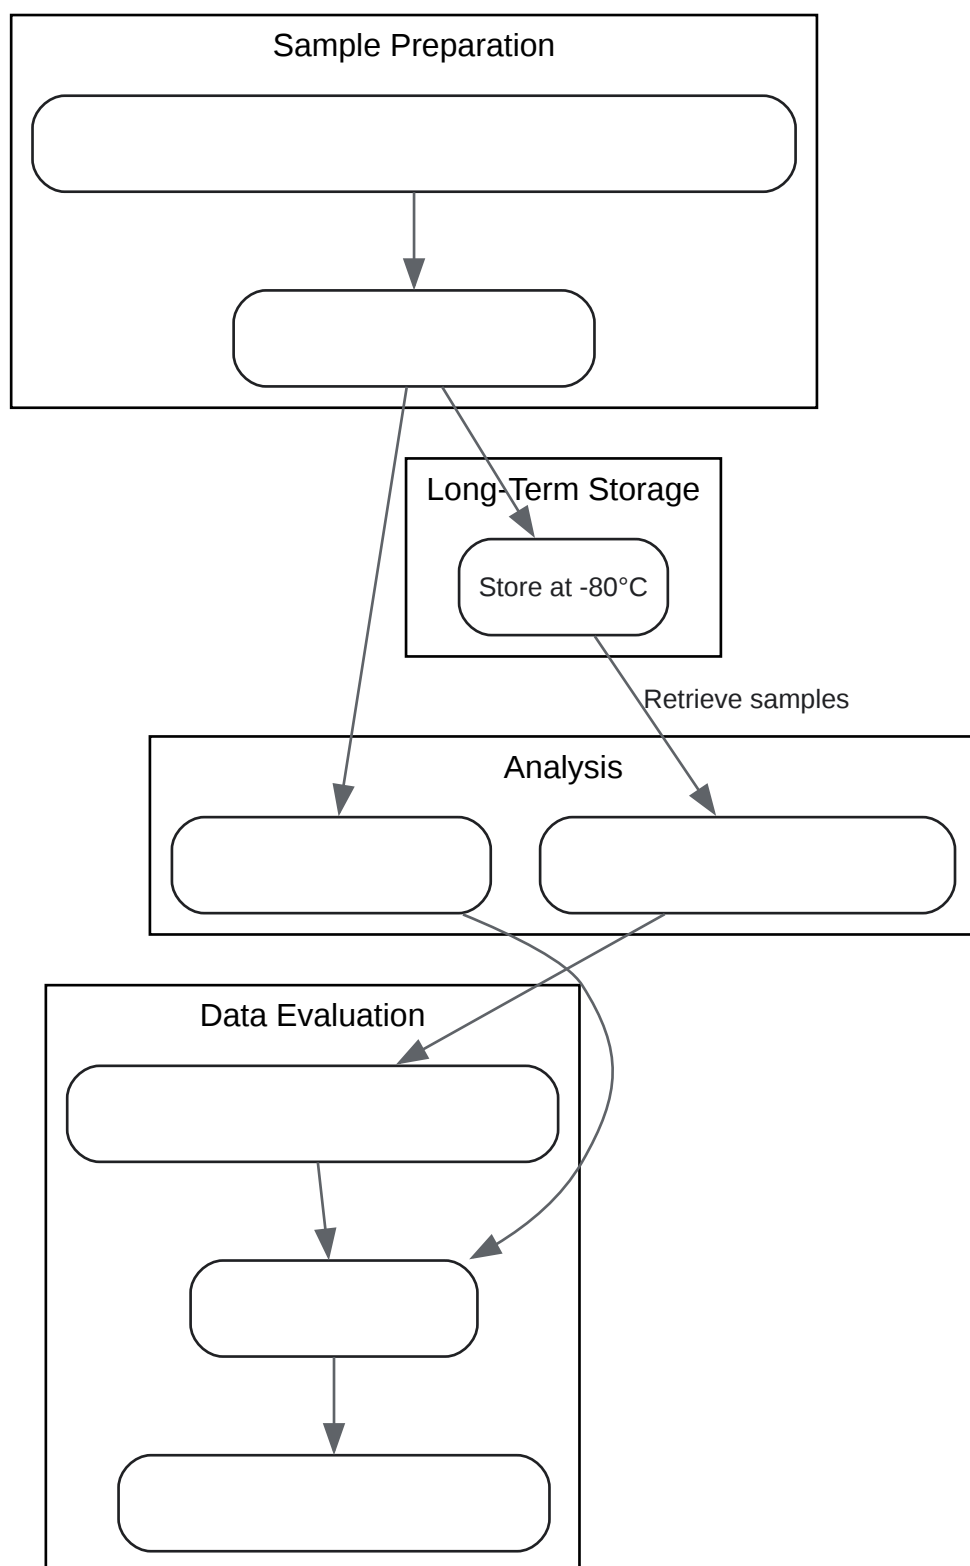 Sample Preparation
Long-Term Storage
Store at -80°C
Retrieve samples
Analysis
Data Evaluation